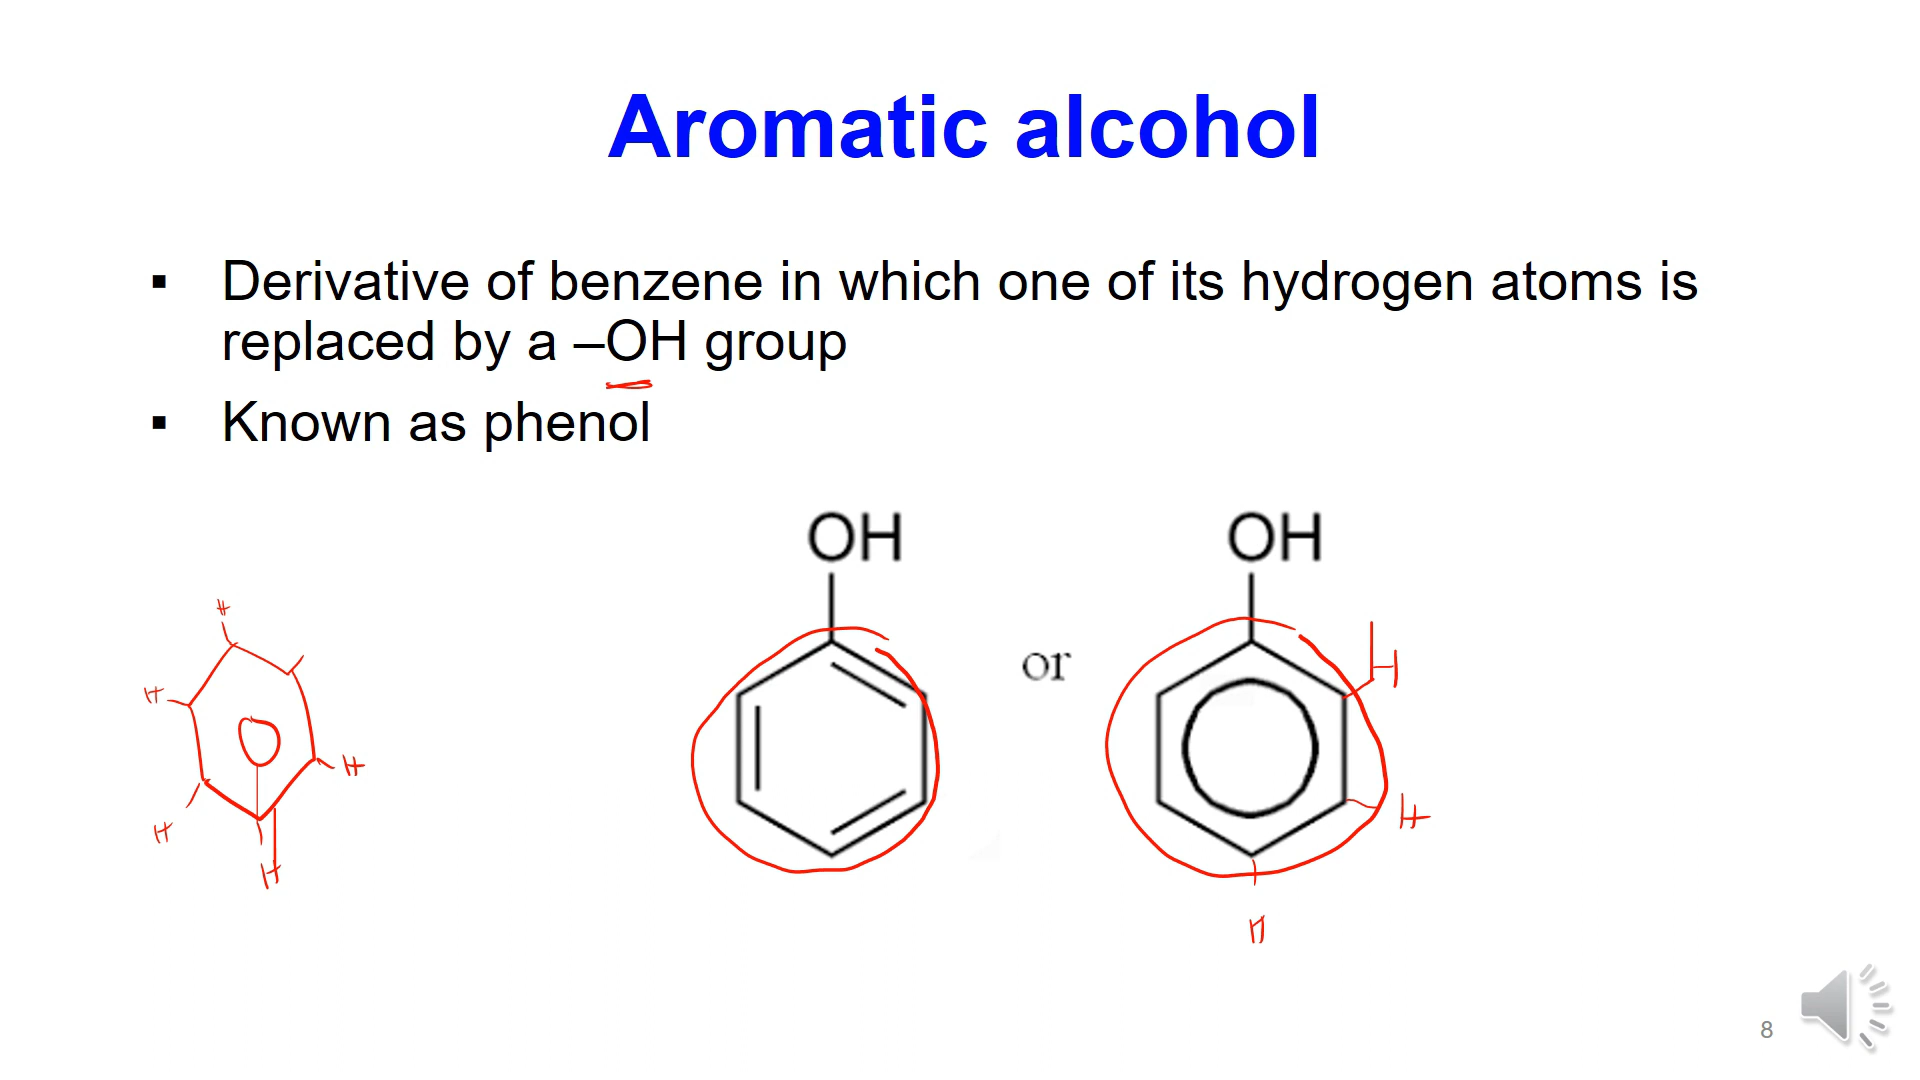 Aromatic alcohol
▪ Derivative of benzene in which one of its hydrogen atoms is
replaced by a –OH group
▪ Known as phenol
OH
or
OH
H
H
H
H
H
H
H
8